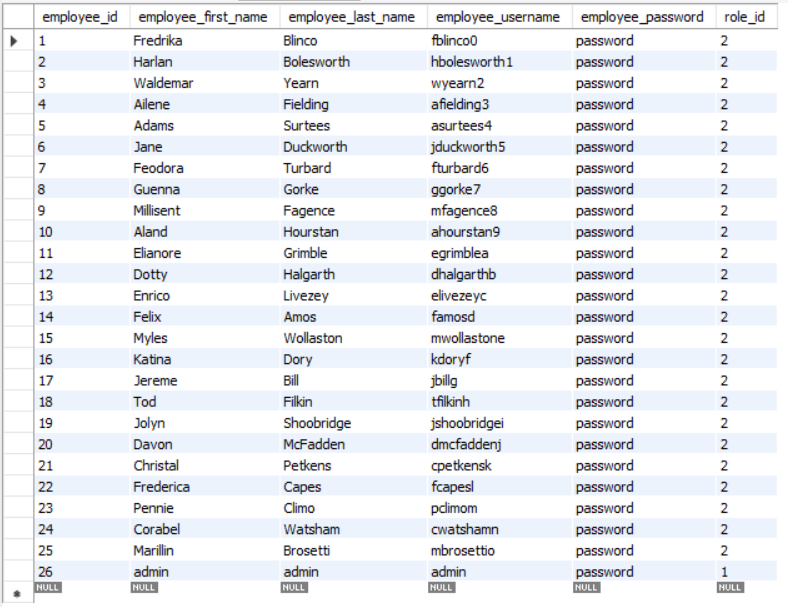 employee_id employee_first_name employee_last_name employee_username employee_password role_id
1 Fredrika Blinco fblinco0 password 2
2 Harlan Bolesworth hbolesworth1 password 2
3 Waldemar Yearn wyearn2 password 2
4 Ailene Fielding afielding3 password 2
5 Adams Surtees asurtees4 password 2
6 Jane Duckworth jduckworth5 password 2
7 Feodora Turbard fturbard6 password 2
8 Guenna Gorke ggorke7 password 2
9 Millisent Fagence mfagence8 password 2
10 Aland Hourstan ahourstan9 password 2
11 Elianore Grimble egrimblea password 2
12 Dotty Halgarth dhalgarthb password 2
13 Enrico Livezey elivezeyc password 2
14 Felix Amos famosd password 2
15 Myles Wollaston mwollastone password 2
16 Katina Dory kdoryf password 2
17 Jereme Bill jbillg password 2
18 Tod Filkin tfilkinh password 2
19 Jolyn Shoobridge jshoobridgei password 2
20 Davon McFadden dmcfaddenj password 2
21 Christal Petkens cpetkensk password 2
22 Frederica Capes fcapesl password 2
23 Pennie Climo pclimom password 2
24 Corabel Watsham cwatshamn password 2
25 Marillin Brosetti mbrosettio password 2
26 admin admin admin password 1
NULL NULL NULL NULL NULL NULL